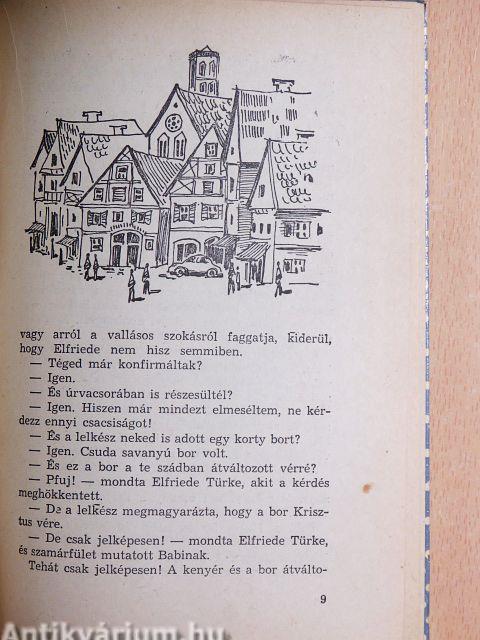 vagy arról a vallásos szokásról faggatja, kiderül,
hogy Elfriede nem hisz semmiben.
— Téged már konfirmáltak?
— Igen.
— És úrvacsorában is részesültél?
— Igen. Hiszen már mindezt elmeséltem, ne kér-
dezz ennyi csacsiságot!
— És a lelkész neked is adott egy korty bort?
— Igen. Csuda savanyú bor volt.
— És ez a bor a te szádban átváltozott vérré?
— Pfuj! — mondta Elfriede Türke, akit a kérdés
meghökkentett.
— De a lelkész megmagyarázta, hogy a bor Krisz-
tus vére.
— De csak jelképesen! — mondta Elfriede Türke,
és szamárfület mutatott Babinak.
Tehát csak jelképesen! A kenyér és a bor átválto-
9
Antikvárium.hu